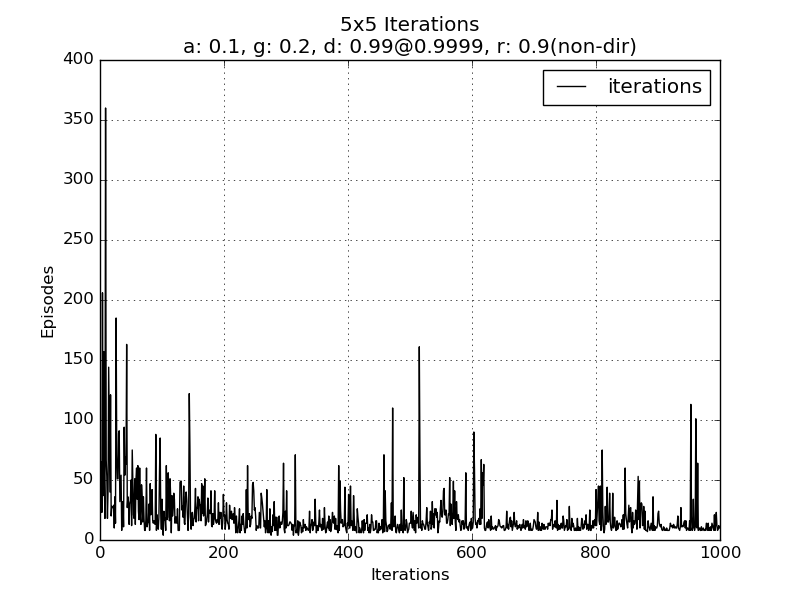 5x5 Iterations
a: 0.1, g: 0.2, d: 0.99@0.9999, r: 0.9(non-dir)
400
350
300
250
200
150
100
50
0
Episodes
iterations
0 200 400 600 800 1000
Iterations